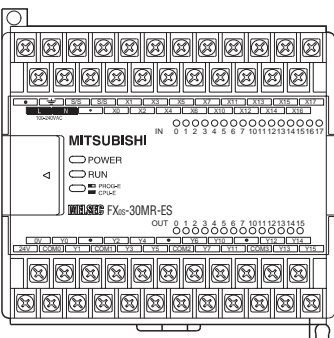 S/S S/S X1 X3 X5 X7 X11 X13 X15 X17
100-240VAC X0 X2 X4 X6 X10 X12 X14 X16
IN 0 1 2 3 4 5 6 7 10 11 12 13 14 15 16 17
MITSUBISHI
POWER
RUN
PROG-E
CPU-E
MELSEC FX0S-30MR-ES
OUT 0 1 2 3 4 5 6 7 10 11 12 13 14 15
0V Y0 • Y2 Y4 • Y6 Y10 • Y12 Y14
24V COM0 Y1 COM1 Y3 Y5 COM2 Y7 Y11 COM3 Y13 Y15